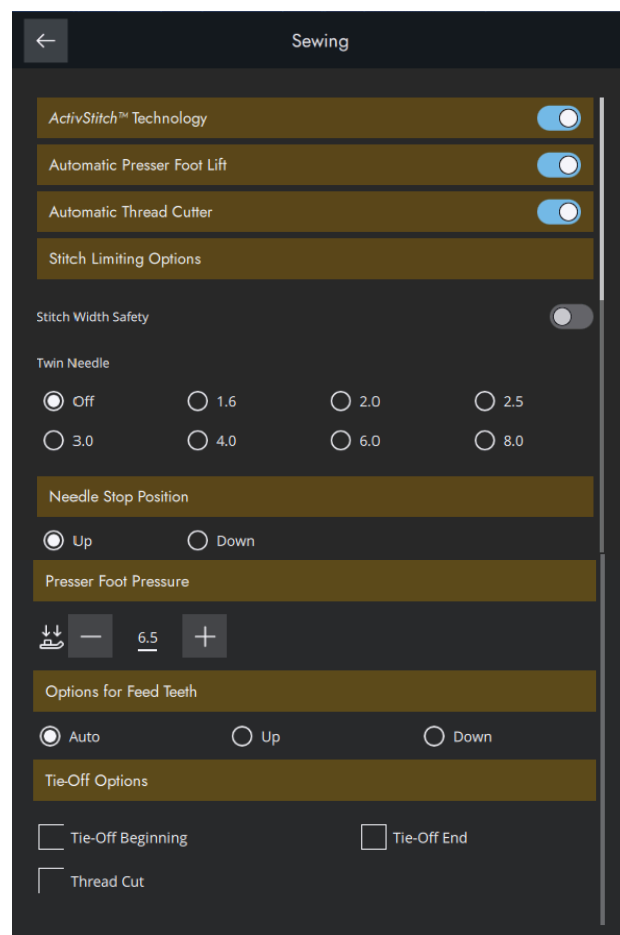 Sewing
ActivStitch™ Technology
Automatic Presser Foot Lift
Automatic Thread Cutter
Stitch Limiting Options
Stitch Width Safety
Twin Needle
Off 1.6 2.0 2.5
3.0 4.0 6.0 8.0
Needle Stop Position
Up Down
Presser Foot Pressure
6.5
Options for Feed Teeth
Auto Up Down
Tie-Off Options
Tie-Off Beginning Tie-Off End
Thread Cut